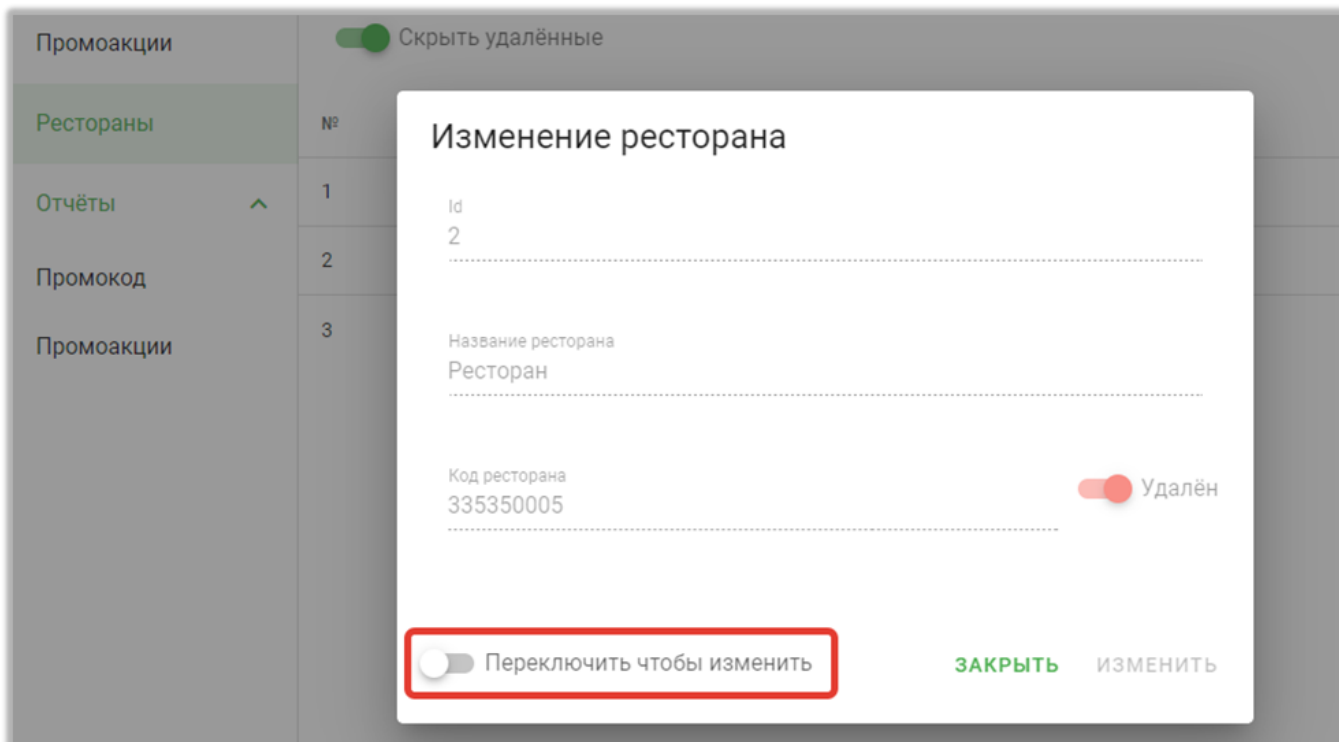 Промоакции
Рестораны
Отчёты
Промокод
Промоакции
Скрыть удалённые
№
1
2
3
Изменение ресторана
Id
2
Название ресторана
Ресторан
Код ресторана
335350005
Удалён
Переключить чтобы изменить
ЗАКРЫТЬ ИЗМЕНИТЬ